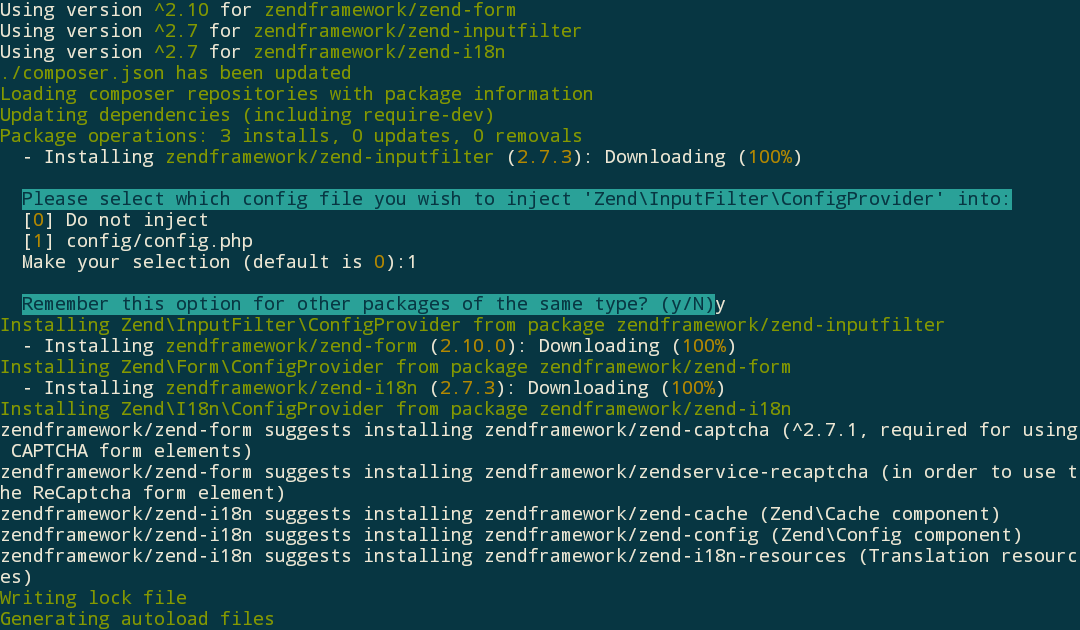 Using version ^2.10 for zendframework/zend-form
Using version ^2.7 for zendframework/zend-inputfilter
Using version ^2.7 for zendframework/zend-i18n
./composer.json has been updated
Loading composer repositories with package information
Updating dependencies (including require-dev)
Package operations: 3 installs, 0 updates, 0 removals
  - Installing zendframework/zend-inputfilter (2.7.3): Downloading (100%)
  Please select which config file you wish to inject 'Zend\InputFilter\ConfigProvider' into:
  [0] Do not inject
  [1] config/config.php
  Make your selection (default is 0):1
  Remember this option for other packages of the same type? (y/N)y
Installing Zend\InputFilter\ConfigProvider from package zendframework/zend-inputfilter
  - Installing zendframework/zend-form (2.10.0): Downloading (100%)
Installing Zend\Form\ConfigProvider from package zendframework/zend-form
  - Installing zendframework/zend-i18n (2.7.3): Downloading (100%)
Installing Zend\I18n\ConfigProvider from package zendframework/zend-i18n
zendframework/zend-form suggests installing zendframework/zend-captcha (^2.7.1, required for using
 CAPTCHA form elements)
zendframework/zend-form suggests installing zendframework/zendservice-recaptcha (in order to use t
he ReCaptcha form element)
zendframework/zend-i18n suggests installing zendframework/zend-cache (Zend\Cache component)
zendframework/zend-i18n suggests installing zendframework/zend-config (Zend\Config component)
zendframework/zend-i18n suggests installing zendframework/zend-i18n-resources (Translation resourc
es)
Writing lock file
Generating autoload files